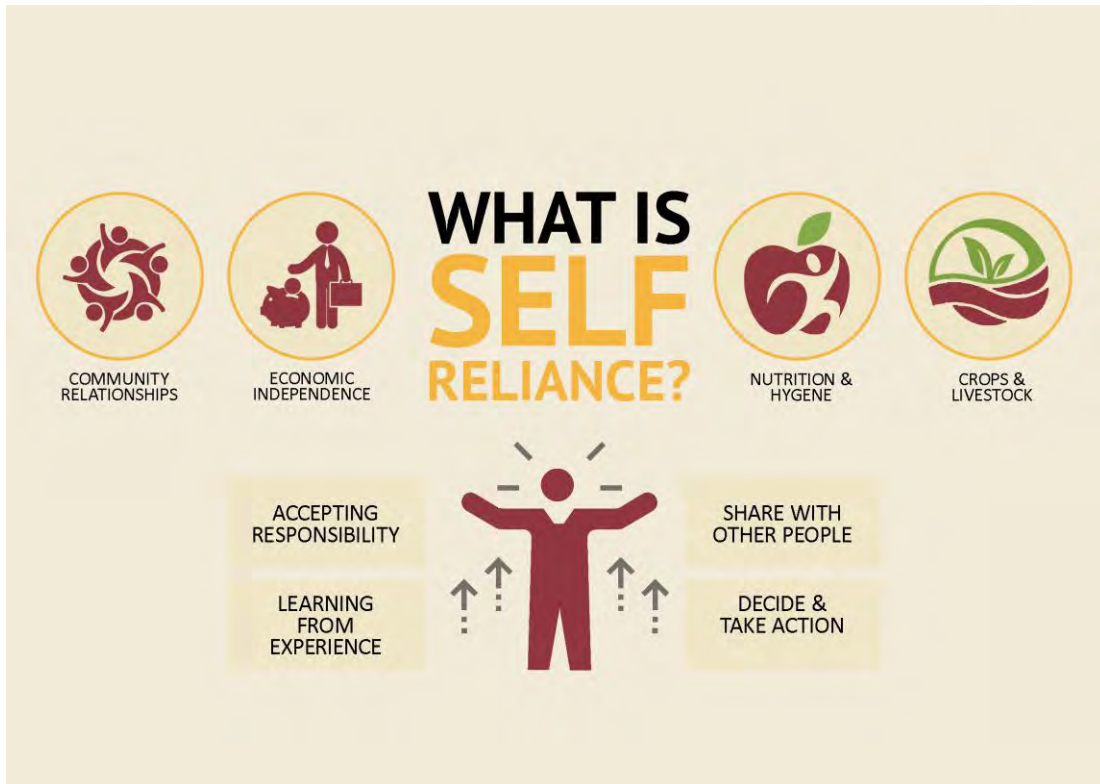 WHAT IS
SELF
RELIANCE?
COMMUNITY
RELATIONSHIPS
ECONOMIC
INDEPENDENCE
NUTRITION &
HYGENE
CROPS &
LIVESTOCK
ACCEPTING
RESPONSIBILITY
SHARE WITH
OTHER PEOPLE
LEARNING
FROM
EXPERIENCE
DECIDE &
TAKE ACTION